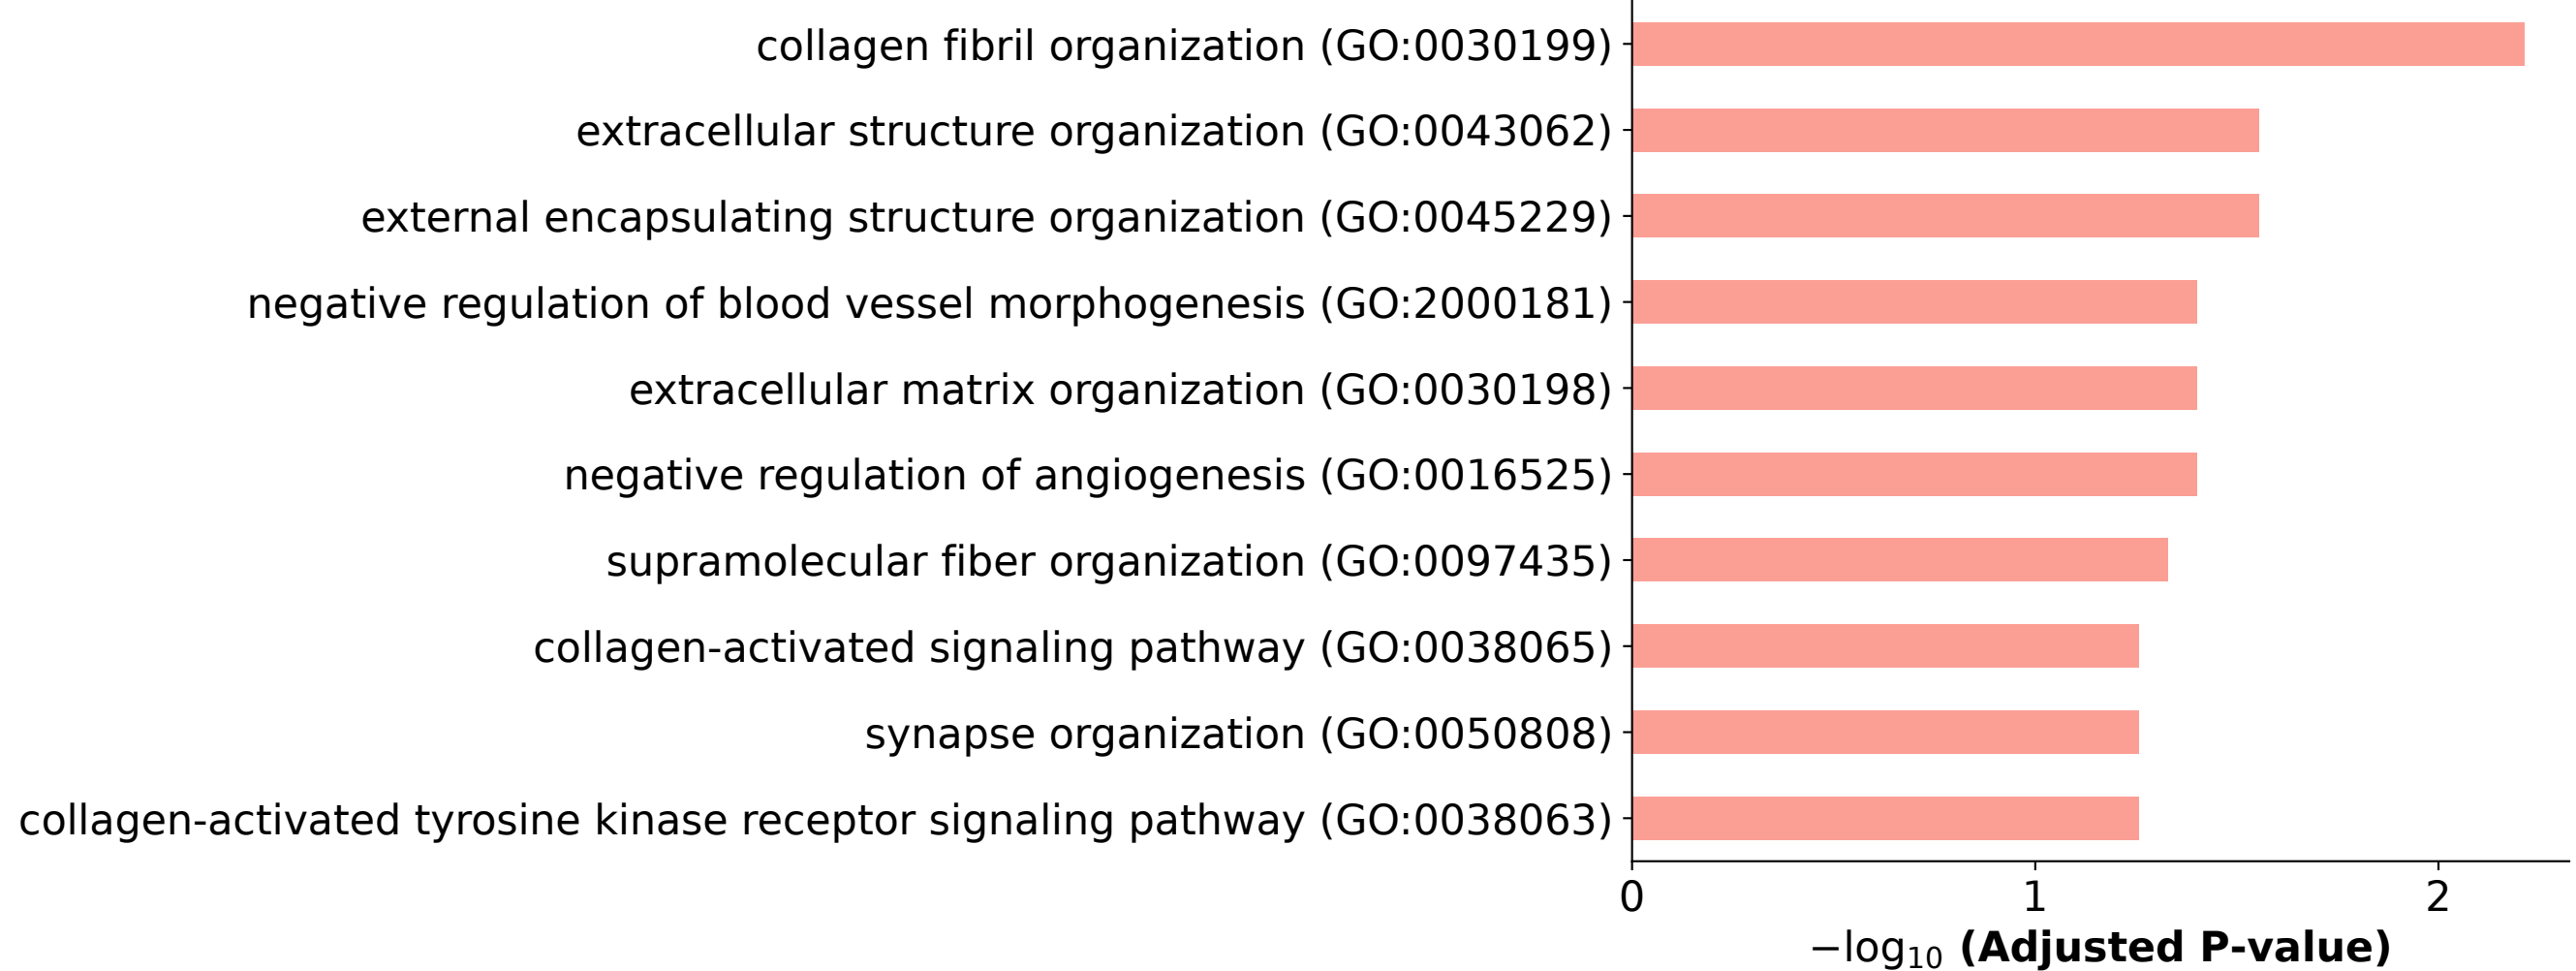 collagen fibril organization (GO:0030199)
extracellular structure organization (GO:0043062)
external encapsulating structure organization (GO:0045229)
negative regulation of blood vessel morphogenesis (GO:2000181)
extracellular matrix organization (GO:0030198)
negative regulation of angiogenesis (GO:0016525)
supramolecular fiber organization (GO:0097435)
collagen-activated signaling pathway (GO:0038065)
synapse organization (GO:0050808)
collagen-activated tyrosine kinase receptor signaling pathway (GO:0038063)
0 1 2
−log₁₀ (Adjusted P-value)